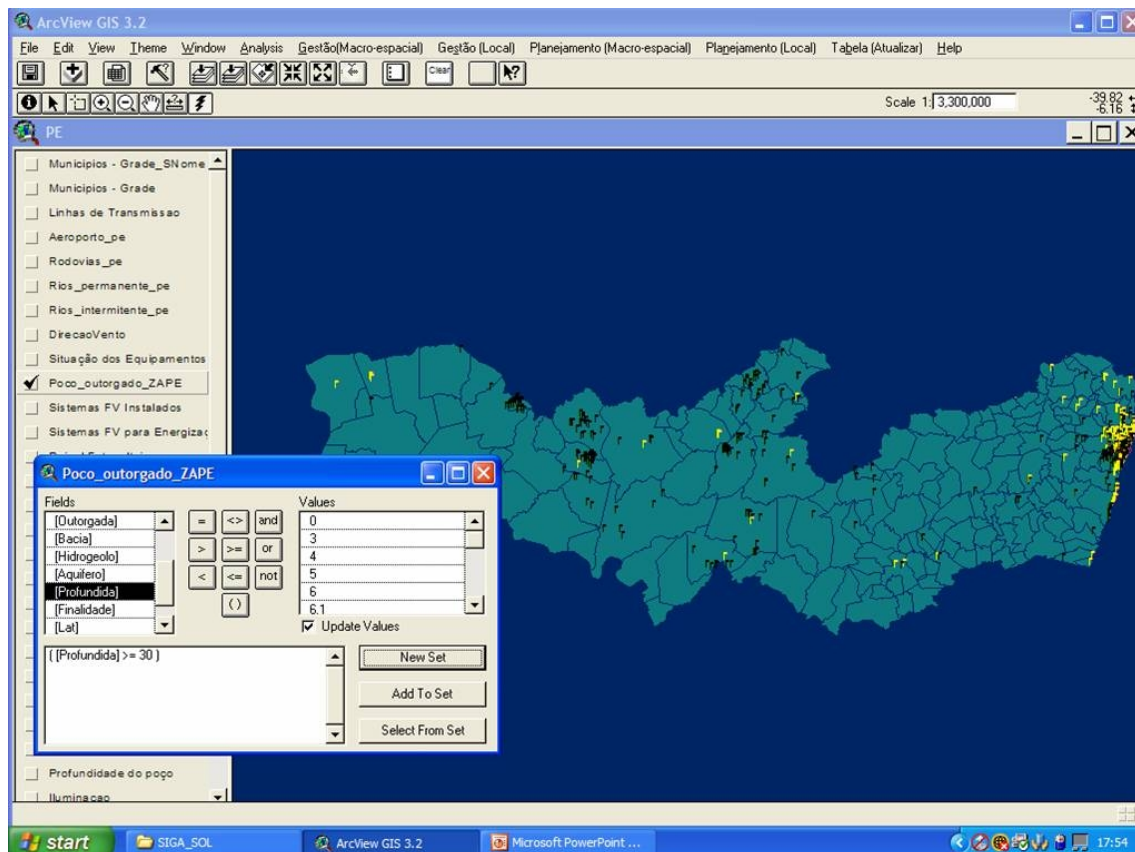 ArcView GIS 3.2
File Edit View Theme Window Analysis Gestão(Macro-espacial) Gestão (Local) Planejamento (Macro-espacial) Planejamento (Local) Tabela (Atualizar) Help
Clear
Scale 1: 3,300,000
-39.82
-6.16
PE
Municipios - Grade_SNome
Municipios - Grade
Linhas de Transmissao
Aeroporto_pe
Rodovias_pe
Rios_permanente_pe
Rios_intermitente_pe
DirecaoVento
Situação dos Equipamentos
Poco_outorgado_ZAPE
Sistemas FV Instalados
Sistemas FV para Energizaç
Poco_outorgado_ZAPE
Fields
[Outorgada]
[Bacia]
[Hidrogeolo]
[Aquifero]
[Profundida]
[Finalidade]
[Lat]
= <> and
> >= or
< <= not
( )
Values
0
3
4
5
6
6.1
Update Values
( [Profundida] >= 30 )
New Set
Add To Set
Select From Set
Profundidade do poço
Iluminacao
start SIGA_SOL ArcView GIS 3.2 Microsoft PowerPoint ... 17:54